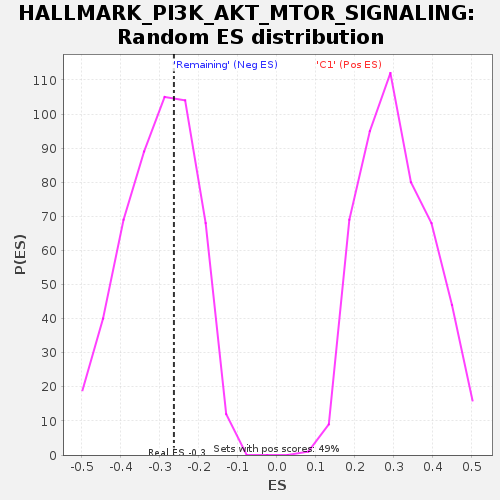 HALLMARK_PI3K_AKT_MTOR_SIGNALING:
Random ES distribution
'Remaining' (Neg ES)
'C1' (Pos ES)
110
100
90
80
70
60
50
40
30
20
10
0
P(ES)
Real ES -0.3
Sets with pos scores: 49%
-0.5 -0.4 -0.3 -0.2 -0.1 0.0 0.1 0.2 0.3 0.4 0.5
ES